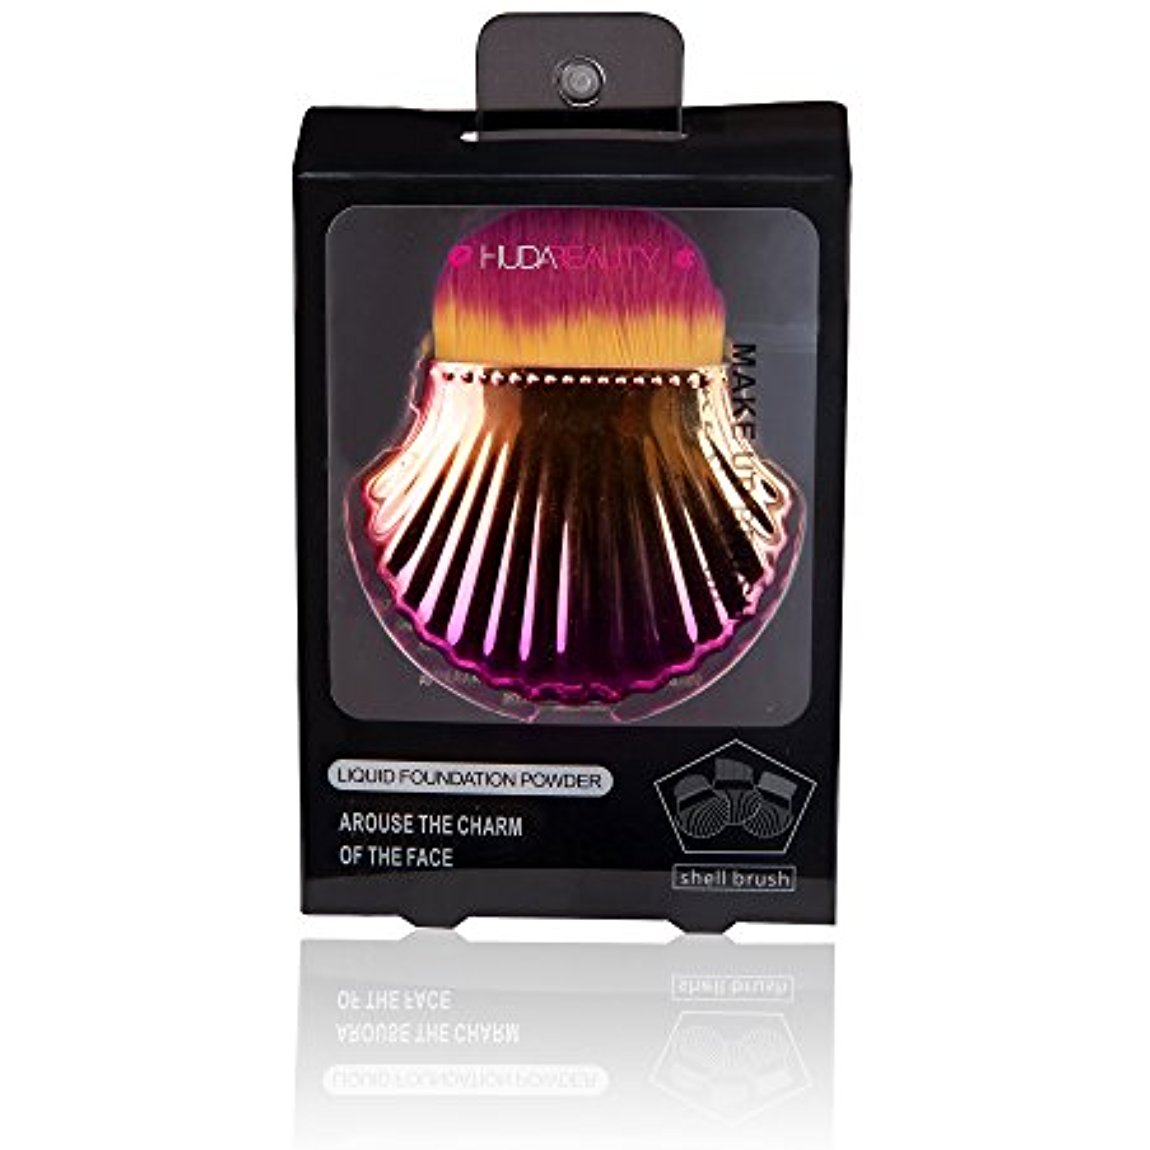 HUDABEAUTY
MAKE-UP
LIQUID FOUNDATION POWDER
AROUSE THE CHARM
OF THE FACE
shell brush